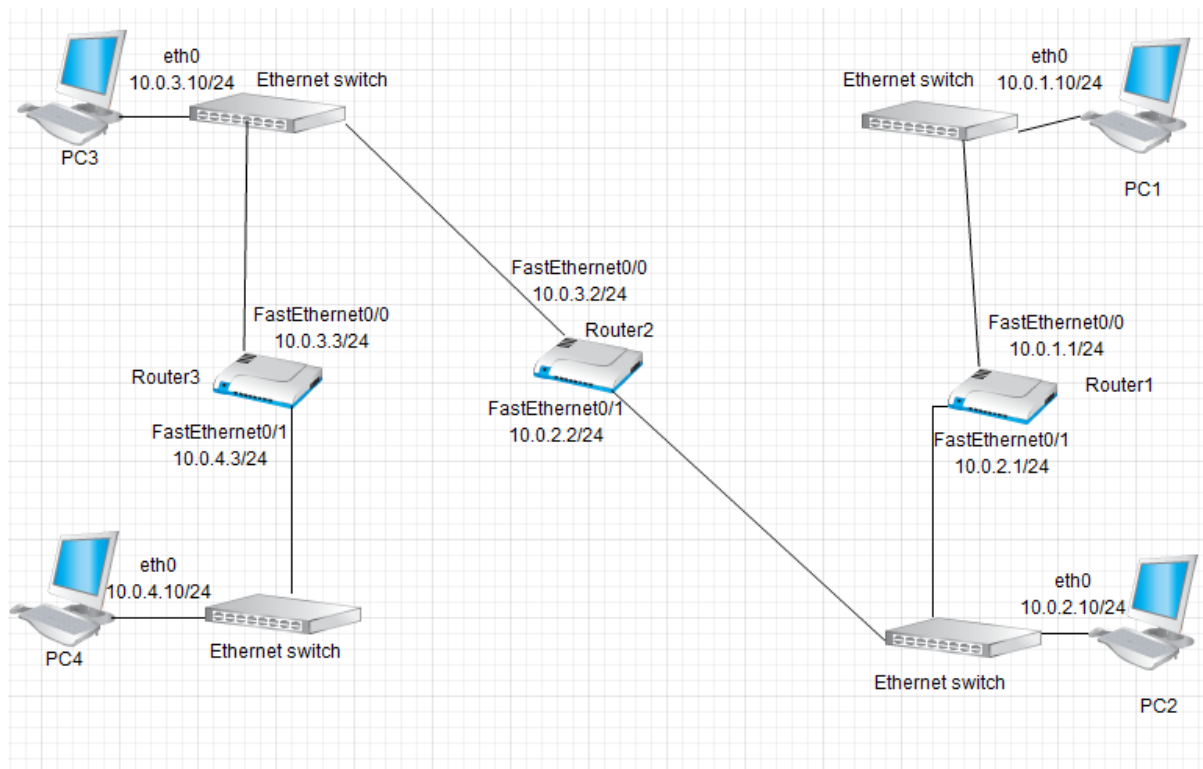 eth0
10.0.3.10/24
Ethernet switch
PC3
Ethernet switch
eth0
10.0.1.10/24
PC1
FastEthernet0/0
10.0.3.2/24
Router2
FastEthernet0/1
10.0.2.2/24
FastEthernet0/0
10.0.3.3/24
Router3
FastEthernet0/1
10.0.4.3/24
FastEthernet0/0
10.0.1.1/24
Router1
FastEthernet0/1
10.0.2.1/24
eth0
10.0.4.10/24
PC4
Ethernet switch
eth0
10.0.2.10/24
Ethernet switch
PC2